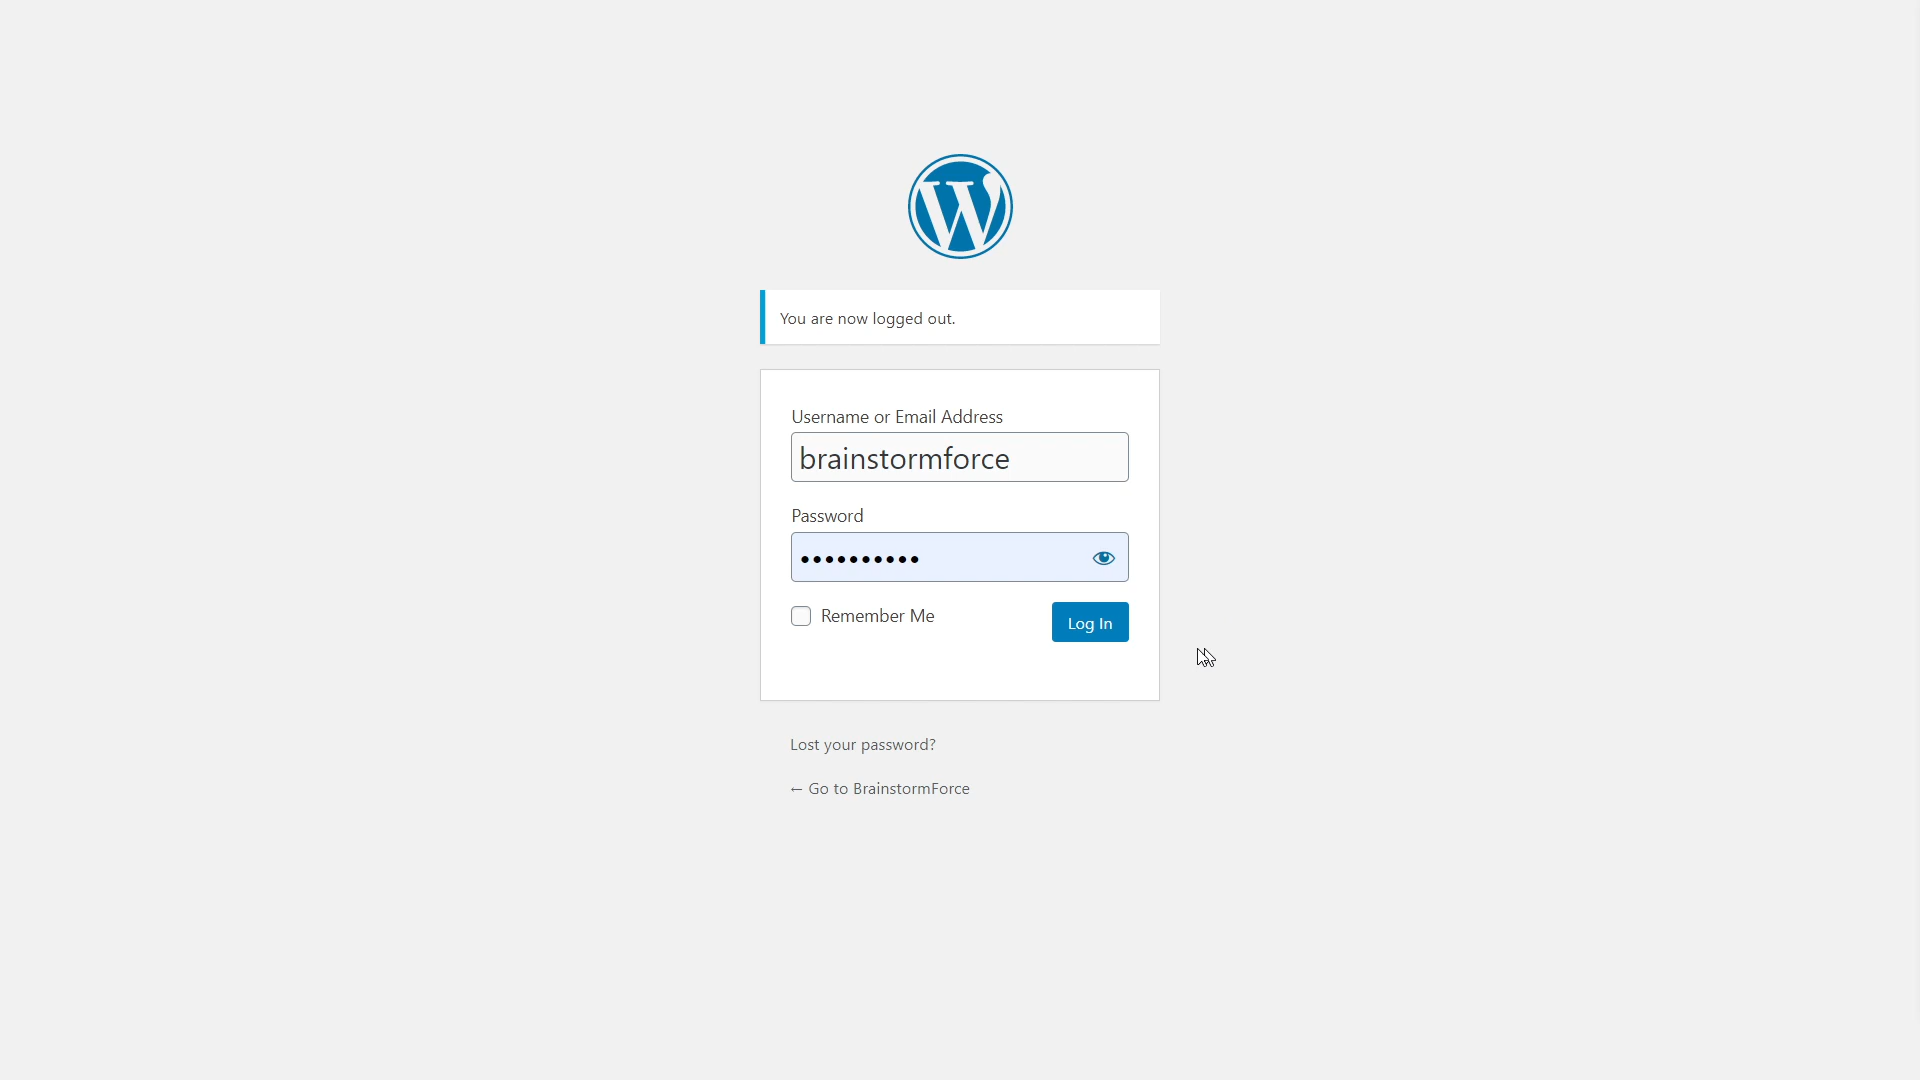 You are now logged out.
Username or Email Address
brainstormforce
Password
••••••••••
Remember Me
Log In
Lost your password?
← Go to BrainstormForce